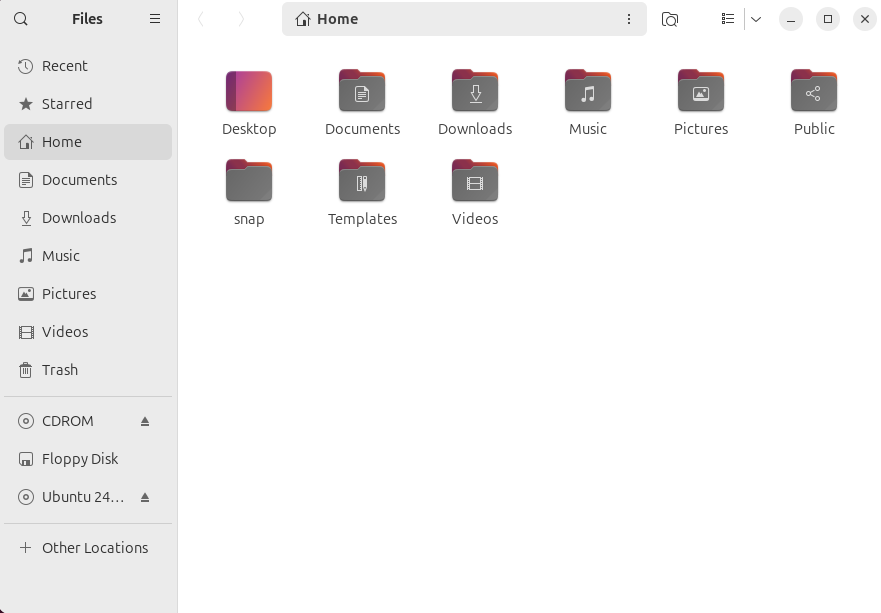 Files
Home
Recent
Starred
Home
Documents
Downloads
Music
Pictures
Videos
Trash
CDROM
Floppy Disk
Ubuntu 24…
Other Locations
Desktop
Documents
Downloads
Music
Pictures
Public
snap
Templates
Videos